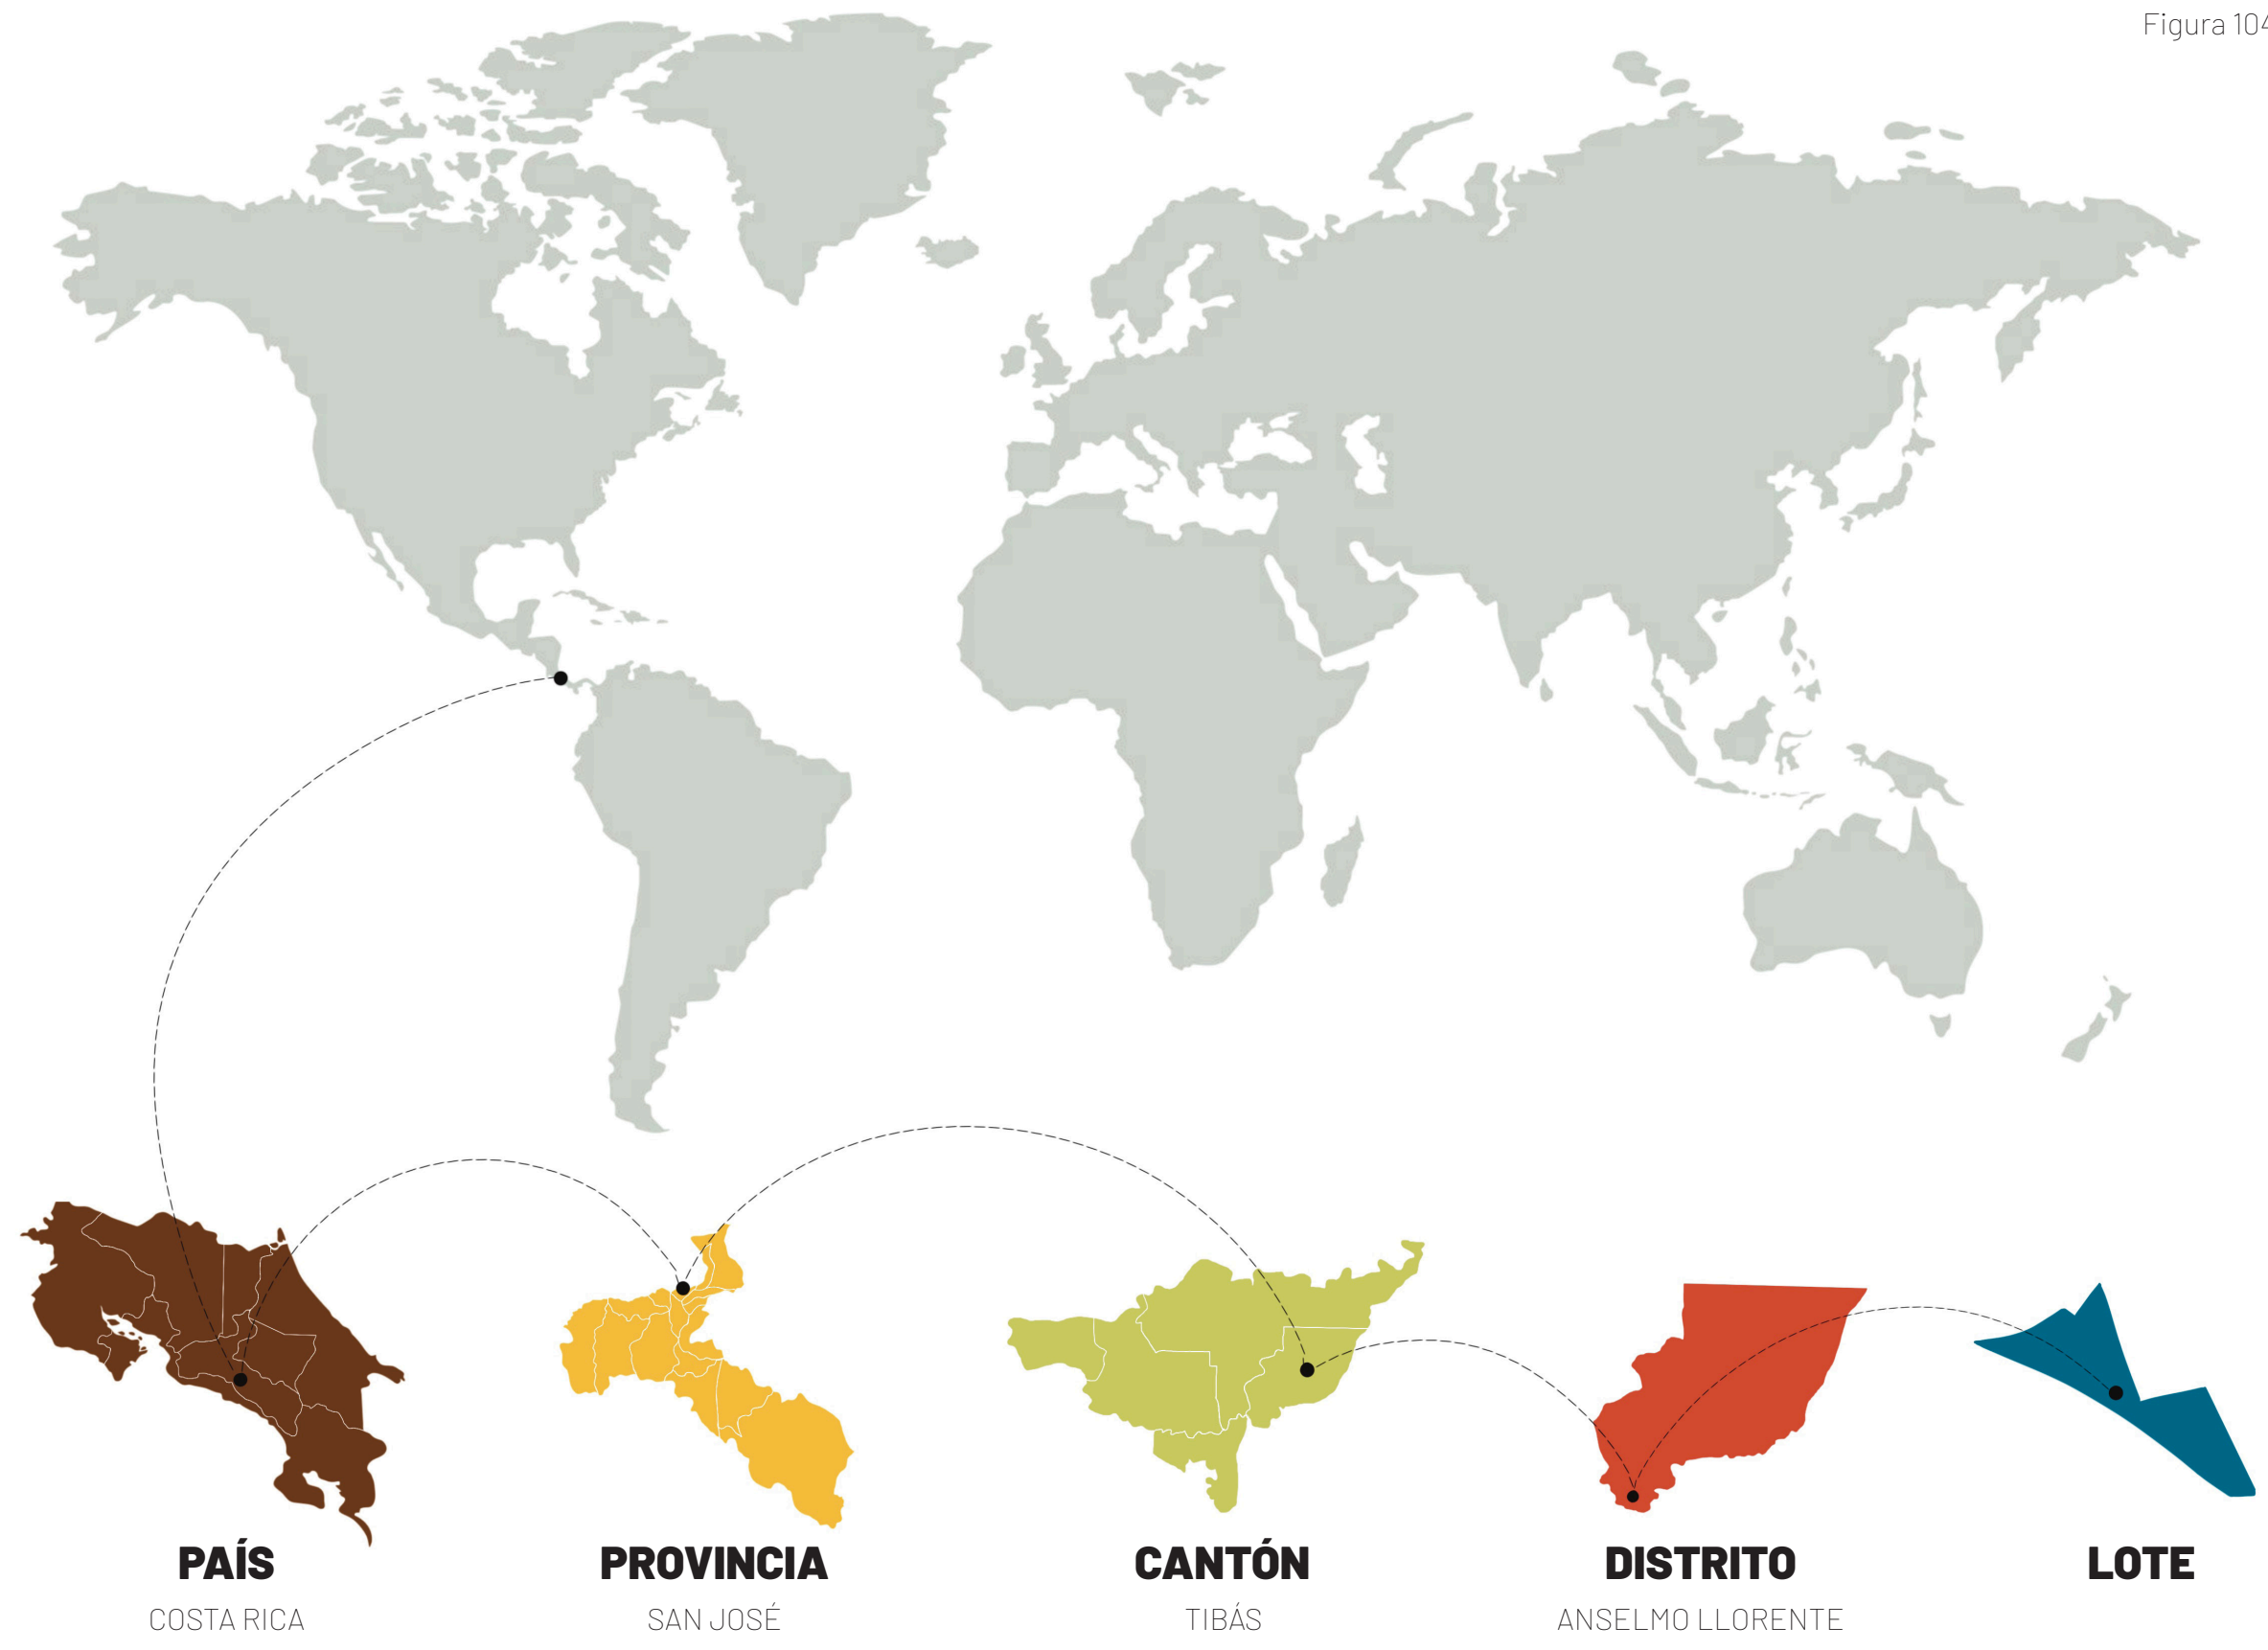 Figura 104
PAÍS
COSTA RICA
PROVINCIA
SAN JOSÉ
CANTÓN
TIBÁS
DISTRITO
ANSELMO LLORENTE
LOTE